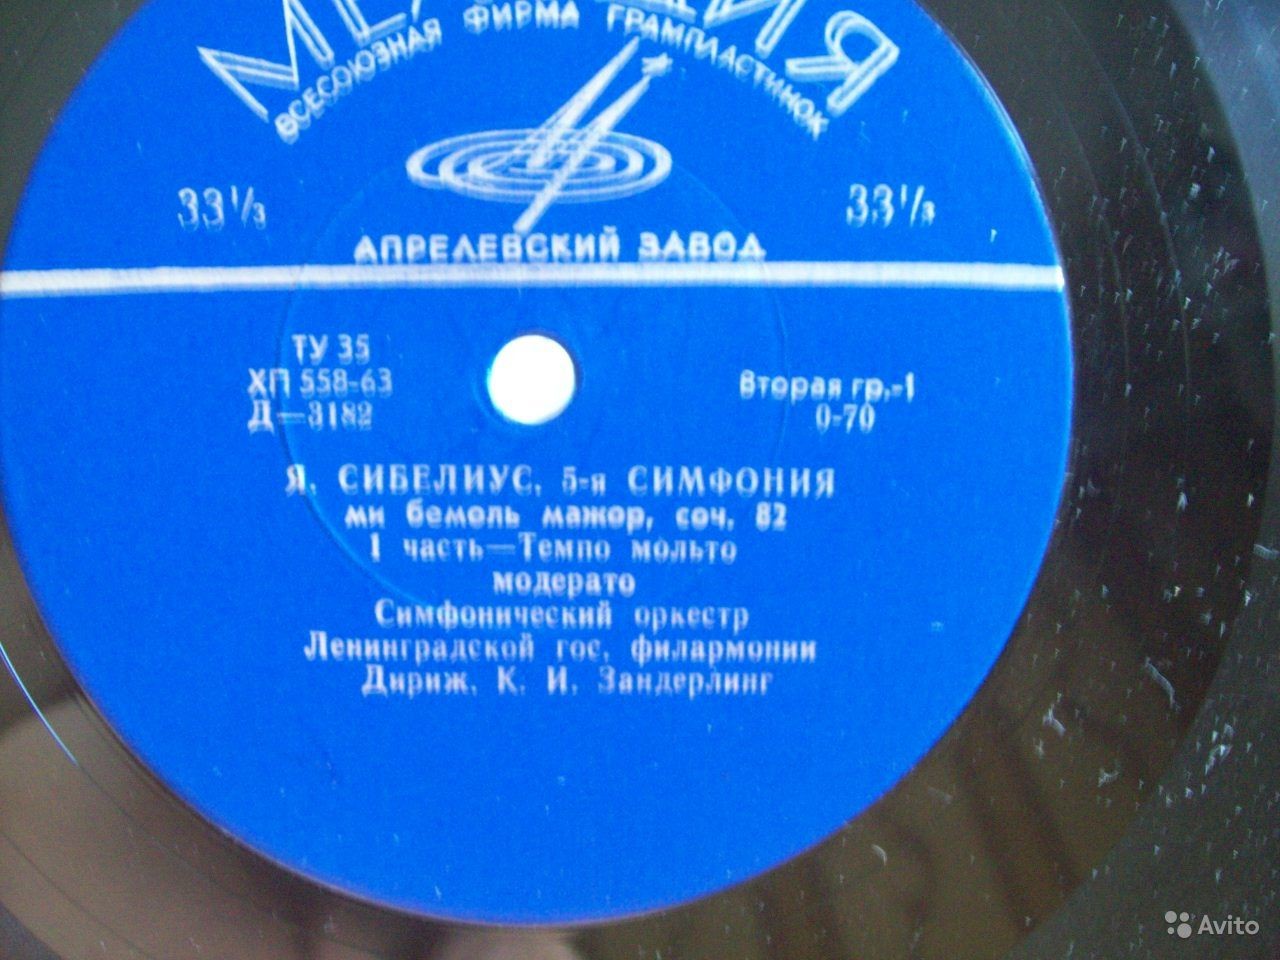 МЕЛОДИЯ
ВСЕСОЮЗНАЯ ФИРМА ГРАМПЛАСТИНОК
33⅓ 33⅓
АПРЕЛЕВСКИЙ ЗАВОД
ТУ 35
ХП 558-63 Вторая гр.-1
Д—3182 0-70
Я. СИБЕЛИУС. 5-я СИМФОНИЯ
ми бемоль мажор, соч. 82
1 часть—Темпо мольто
модерато
Симфонический оркестр
Ленинградской гос. филармонии
Дириж. К. И. Зандерлинг
Avito